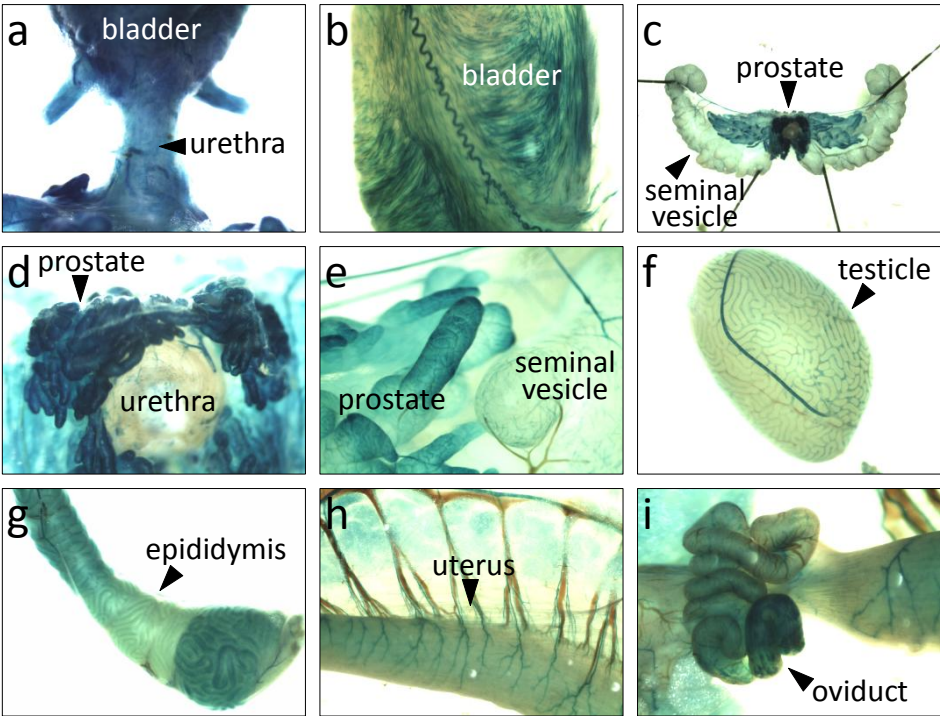 a
bladder
urethra
b
bladder
c
prostate
seminal
vesicle
d
prostate
urethra
e
seminal
vesicle
prostate
f
testicle
g
epididymis
h
uterus
i
oviduct